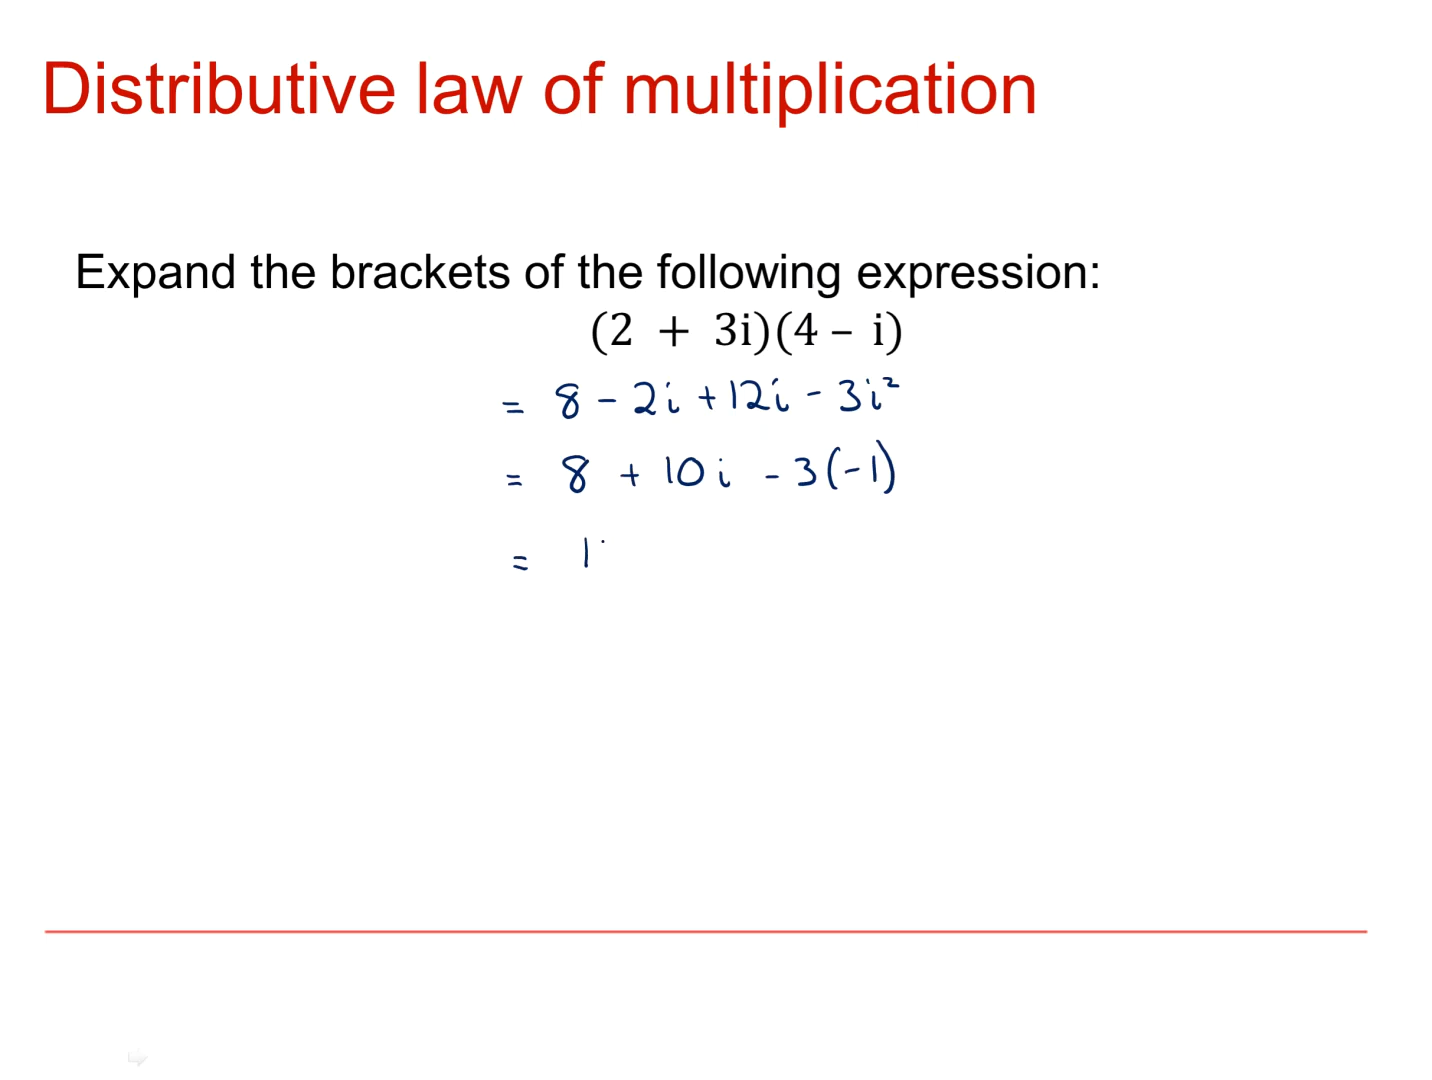 Distributive law of multiplication
Expand the brackets of the following expression:
(2 + 3i)(4 – i)
= 8 - 2i + 12i - 3i²
= 8 + 10i - 3(-1)
= 1